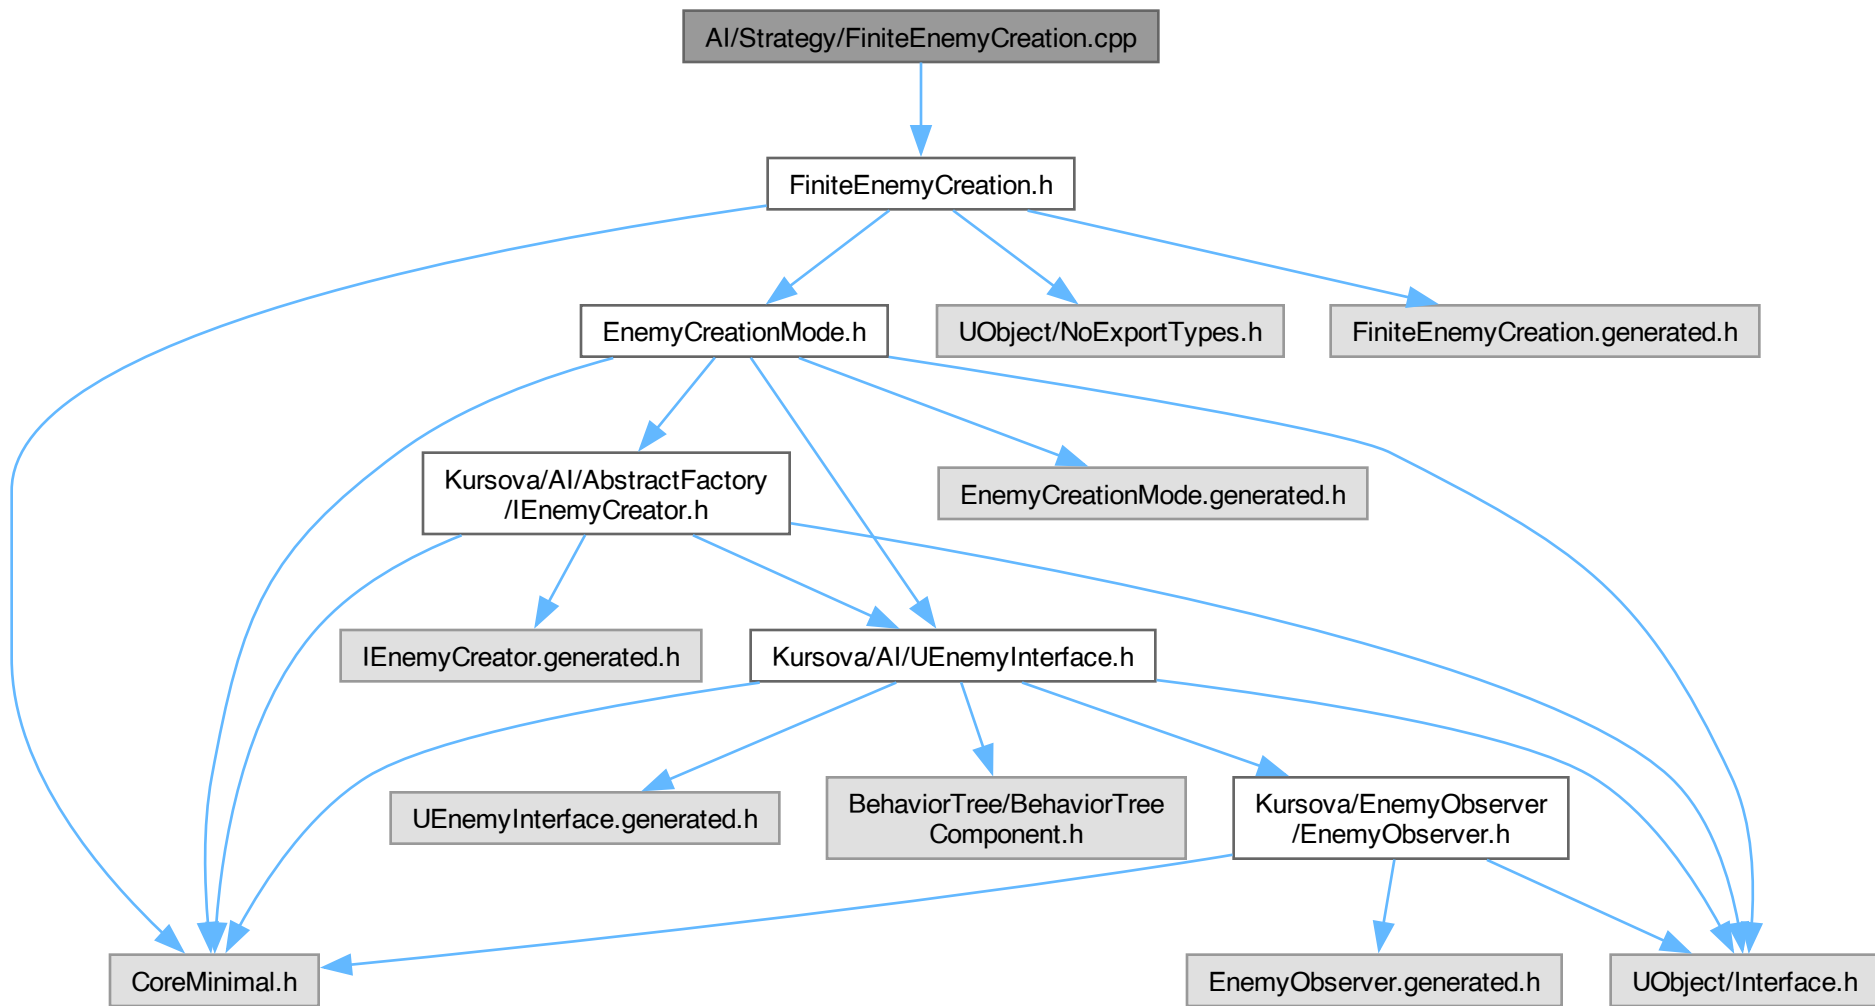 AI/Strategy/FiniteEnemyCreation.cpp
FiniteEnemyCreation.h
EnemyCreationMode.h
UObject/NoExportTypes.h
FiniteEnemyCreation.generated.h
Kursova/AI/AbstractFactory
/IEnemyCreator.h
EnemyCreationMode.generated.h
IEnemyCreator.generated.h
Kursova/AI/UEnemyInterface.h
UEnemyInterface.generated.h
BehaviorTree/BehaviorTree
Component.h
Kursova/EnemyObserver
/EnemyObserver.h
CoreMinimal.h
EnemyObserver.generated.h
UObject/Interface.h